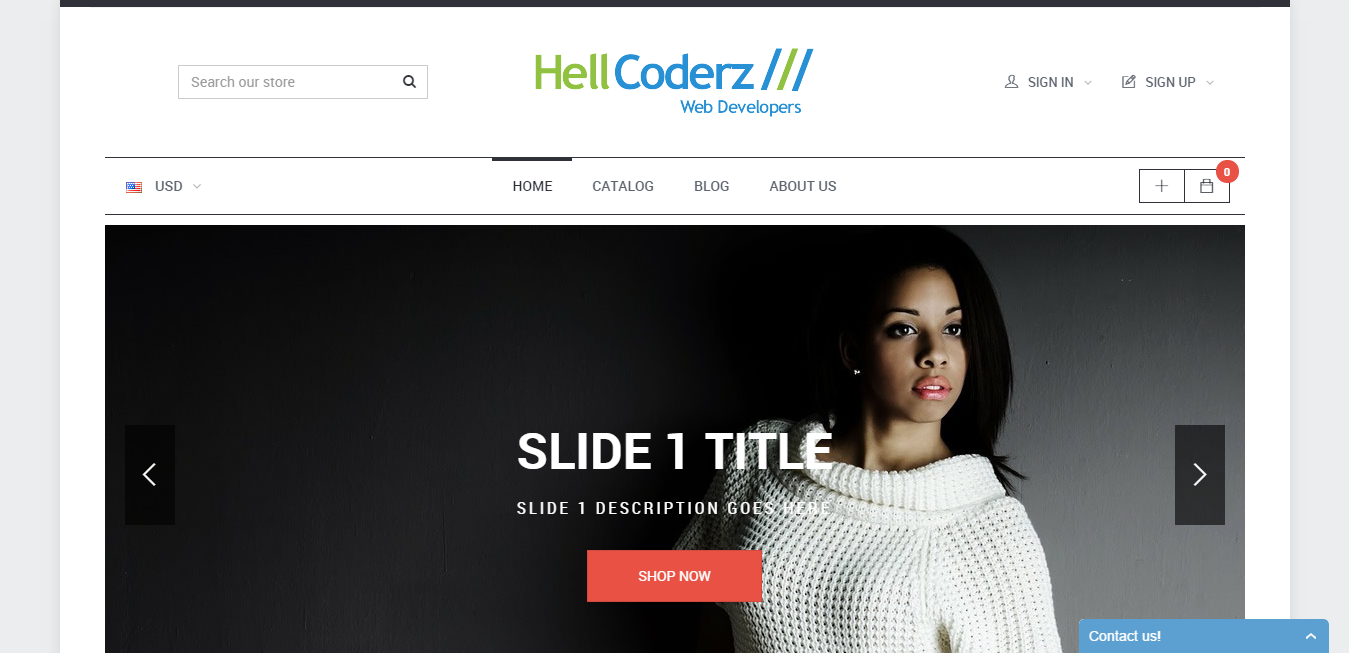 Search our store
HellCoderz ///
Web Developers
SIGN IN
SIGN UP
USD
HOME
CATALOG
BLOG
ABOUT US
0
SLIDE 1 TITLE
SLIDE 1 DESCRIPTION GOES HERE
SHOP NOW
Contact us!